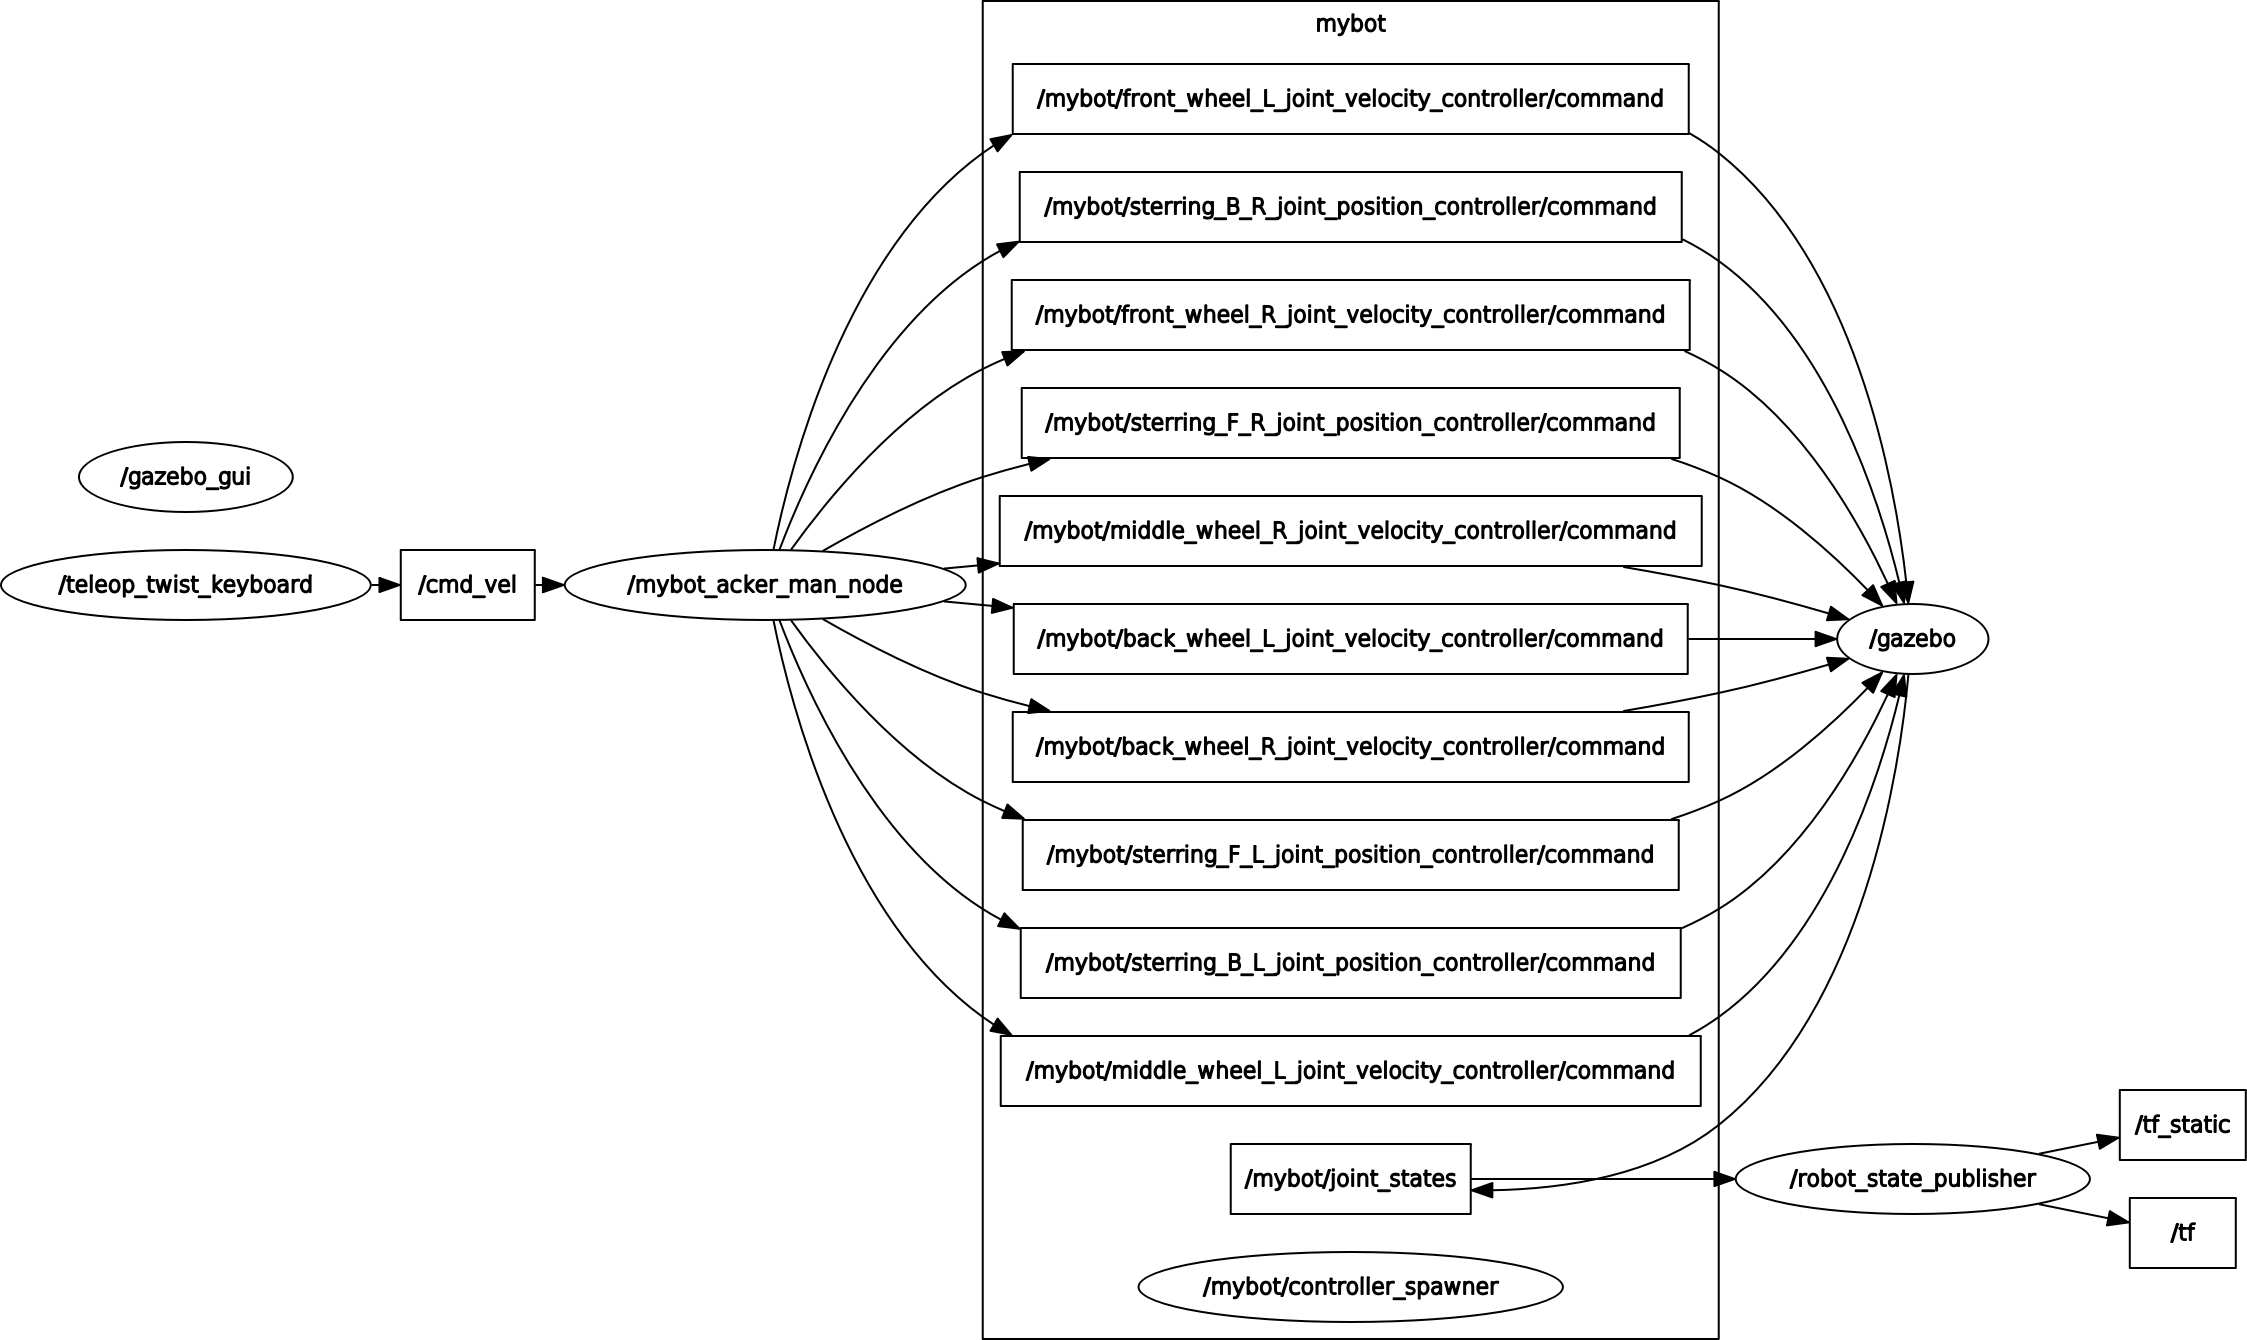 mybot
/mybot/front_wheel_L_joint_velocity_controller/command
/mybot/sterring_B_R_joint_position_controller/command
/mybot/front_wheel_R_joint_velocity_controller/command
/mybot/sterring_F_R_joint_position_controller/command
/gazebo_gui
/mybot/middle_wheel_R_joint_velocity_controller/command
/teleop_twist_keyboard
/cmd_vel
/mybot_acker_man_node
/mybot/back_wheel_L_joint_velocity_controller/command
/gazebo
/mybot/back_wheel_R_joint_velocity_controller/command
/mybot/sterring_F_L_joint_position_controller/command
/mybot/sterring_B_L_joint_position_controller/command
/mybot/middle_wheel_L_joint_velocity_controller/command
/tf_static
/mybot/joint_states
/robot_state_publisher
/tf
/mybot/controller_spawner